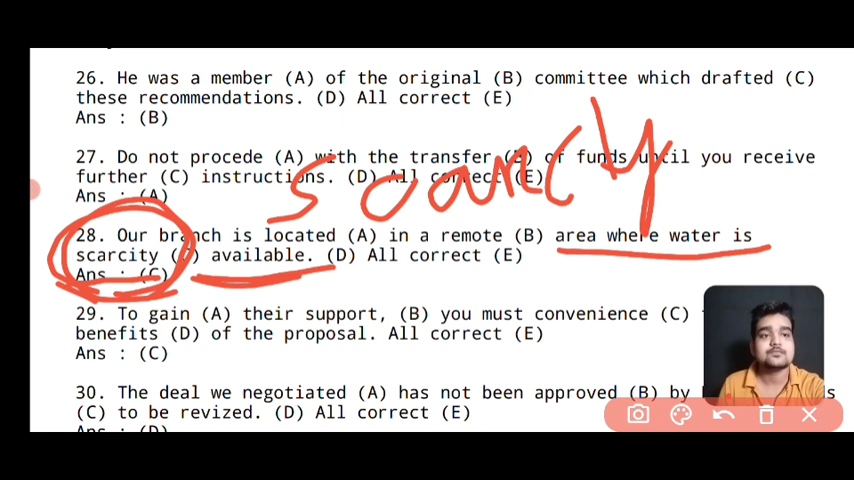 26. He was a member (A) of the original (B) committee which drafted (C)
these recommendations. (D) All correct (E)
Ans : (B)
27. Do not procede (A) with the transfer (B) of funds until you receive
further (C) instructions. (D) All correct (E)
Ans : (A)
scarcly
28. Our branch is located (A) in a remote (B) area where water is
scarcity (C) available. (D) All correct (E)
Ans : (C)
29. To gain (A) their support, (B) you must convenience (C)
benefits (D) of the proposal. All correct (E)
Ans : (C)
30. The deal we negotiated (A) has not been approved (B) by
(C) to be revized. (D) All correct (E)
Ans : (D)